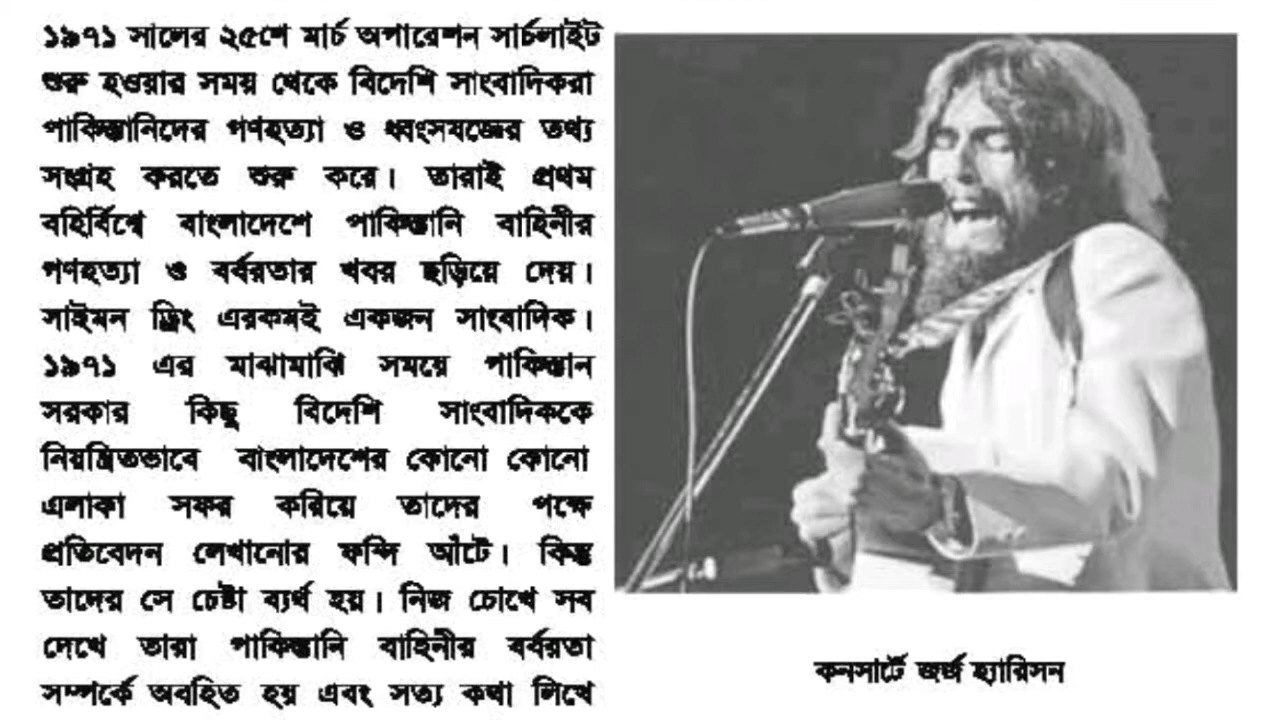 ১৯৭১ সালের ২৫শে মার্চ অপারেশন সার্চলাইট
শুরু হওয়ার সময় থেকে বিদেশি সাংবাদিকরা
পাকিস্তানিদের গণহত্যা ও ধ্বংসযজ্ঞের তথ্য
সংগ্রহ করতে শুরু করে। তারাই প্রথম
বহির্বিশ্বে বাংলাদেশে পাকিস্তানি বাহিনীর
গণহত্যা ও বর্বরতার খবর ছড়িয়ে দেয়।
সাইমন ড্রিং এরকমই একজন সাংবাদিক।
১৯৭১ এর মাঝামাঝি সময়ে পাকিস্তান
সরকার কিছু বিদেশি সাংবাদিককে
নিয়ন্ত্রিতভাবে বাংলাদেশের কোনো কোনো
এলাকা সফর করিয়ে তাদের পক্ষে
প্রতিবেদন লেখানোর ফন্দি আঁটে। কিন্তু
তাদের সে চেষ্টা ব্যর্থ হয়। নিজ চোখে সব
দেখে তারা পাকিস্তানি বাহিনীর বর্বরতা
সম্পর্কে অবহিত হয় এবং সত্য কথা লিখে
কনসার্টে জর্জ হ্যারিসন